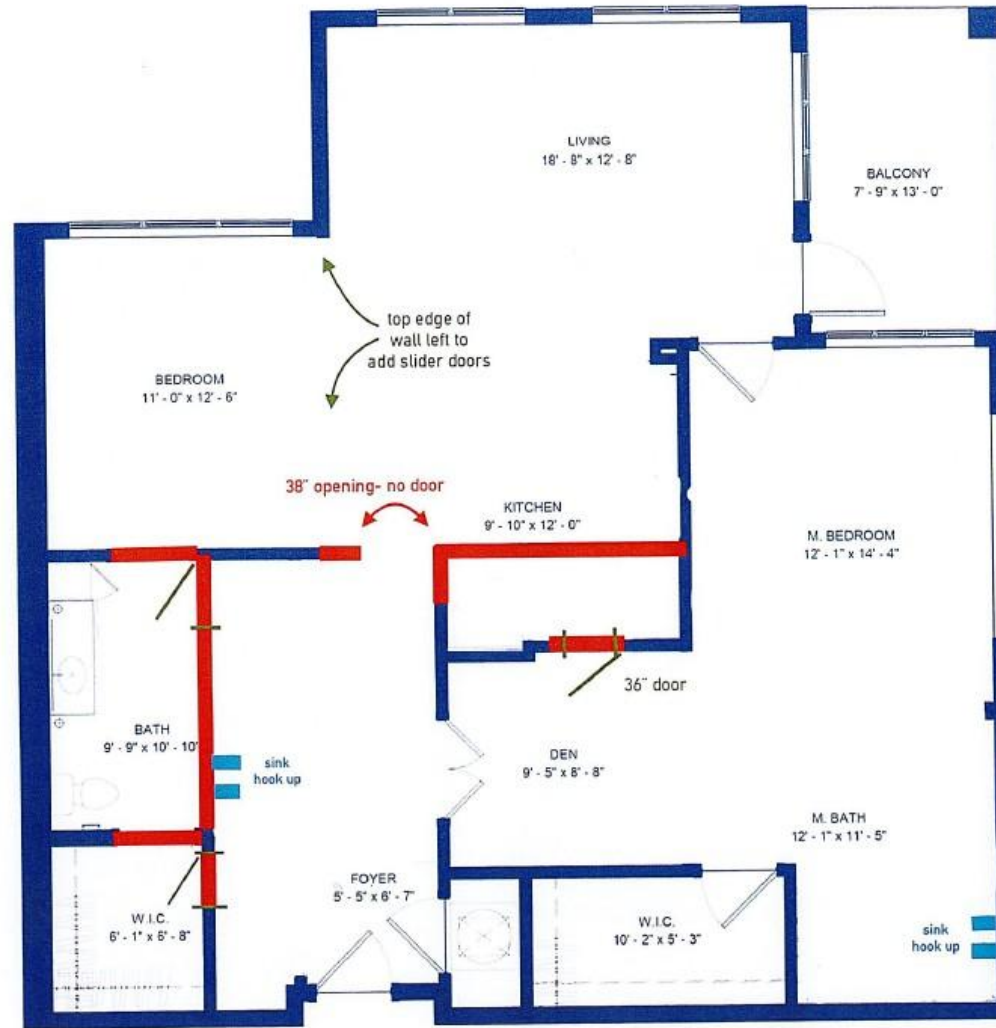 LIVING
18' - 8" x 12' - 8"
BALCONY
7' - 9" x 13' - 0"
top edge of
wall left to
add slider doors
BEDROOM
11' - 0" x 12' - 6"
38" opening- no door
KITCHEN
9' - 10" x 12' - 0"
M. BEDROOM
12' - 1" x 14' - 4"
36" door
BATH
9' - 9" x 10' - 10"
sink
hook up
DEN
9' - 5" x 8' - 8"
M. BATH
12' - 1" x 11' - 5"
FOYER
5' - 5" x 6' - 7"
W.I.C.
6' - 1" x 6' - 8"
W.I.C.
10' - 2" x 5' - 3"
sink
hook up